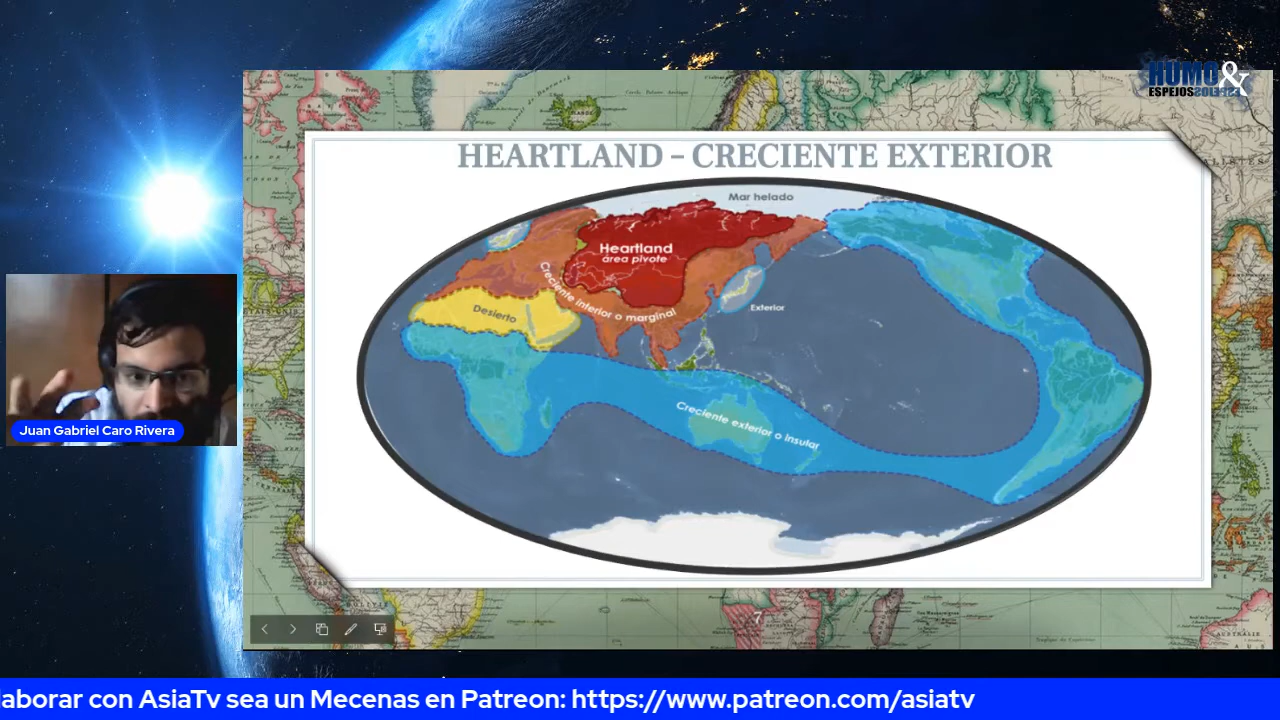 HUMO&
ESPEJOS
HEARTLAND – CRECIENTE EXTERIOR
Mar helado
Heartland
área pivote
Creciente interior o marginal
Desierto
Exterior
Creciente exterior o insular
Juan Gabriel Caro Rivera
7
laborar con AsiaTv sea un Mecenas en Patreon: https://www.patreon.com/asiatv